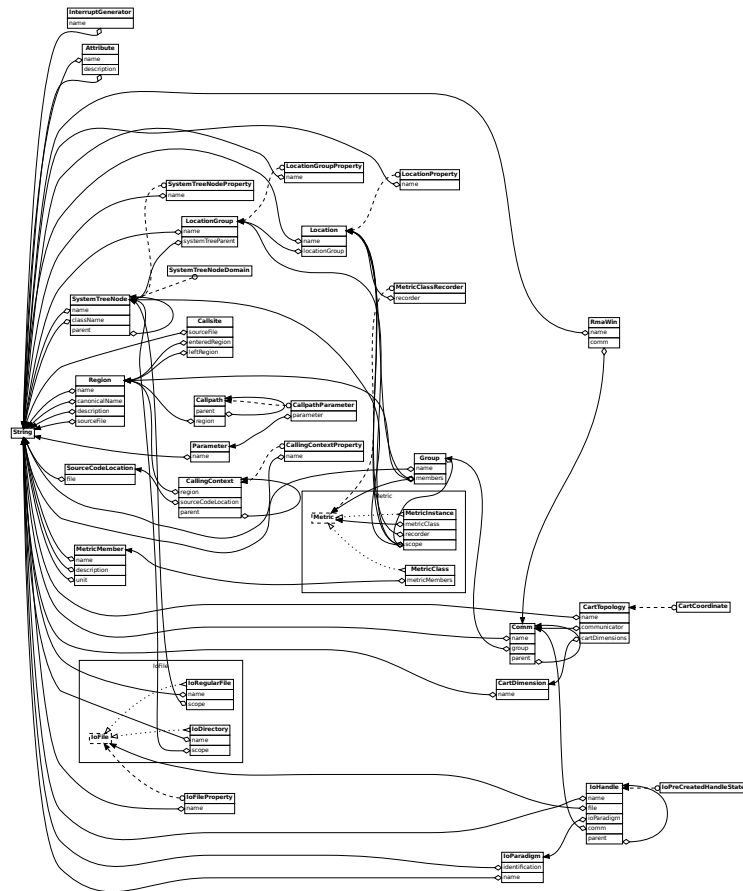 InterruptGenerator
name
Attribute
name
description
LocationGroupProperty
name
LocationProperty
name
SystemTreeNodeProperty
name
LocationGroup
name
systemTreeParent
Location
name
locationGroup
SystemTreeNodeDomain
MetricClassRecorder
recorder
SystemTreeNode
name
className
parent
Callsite
sourceFile
enteredRegion
leftRegion
RmaWin
name
comm
Region
name
canonicalName
description
sourceFile
Callpath
parent
region
CallpathParameter
parameter
String
Parameter
name
CallingContextProperty
name
Group
name
members
SourceCodeLocation
file
CallingContext
region
sourceCodeLocation
parent
Metric
Metric
MetricInstance
metricClass
recorder
scope
MetricMember
name
description
unit
MetricClass
metricMembers
CartTopology
name
communicator
cartDimensions
CartCoordinate
Comm
name
group
parent
IoFile
IoRegularFile
name
scope
CartDimension
name
IoFile
IoDirectory
name
scope
IoFileProperty
name
IoHandle
name
file
ioParadigm
comm
parent
IoPreCreatedHandleState
IoParadigm
identification
name